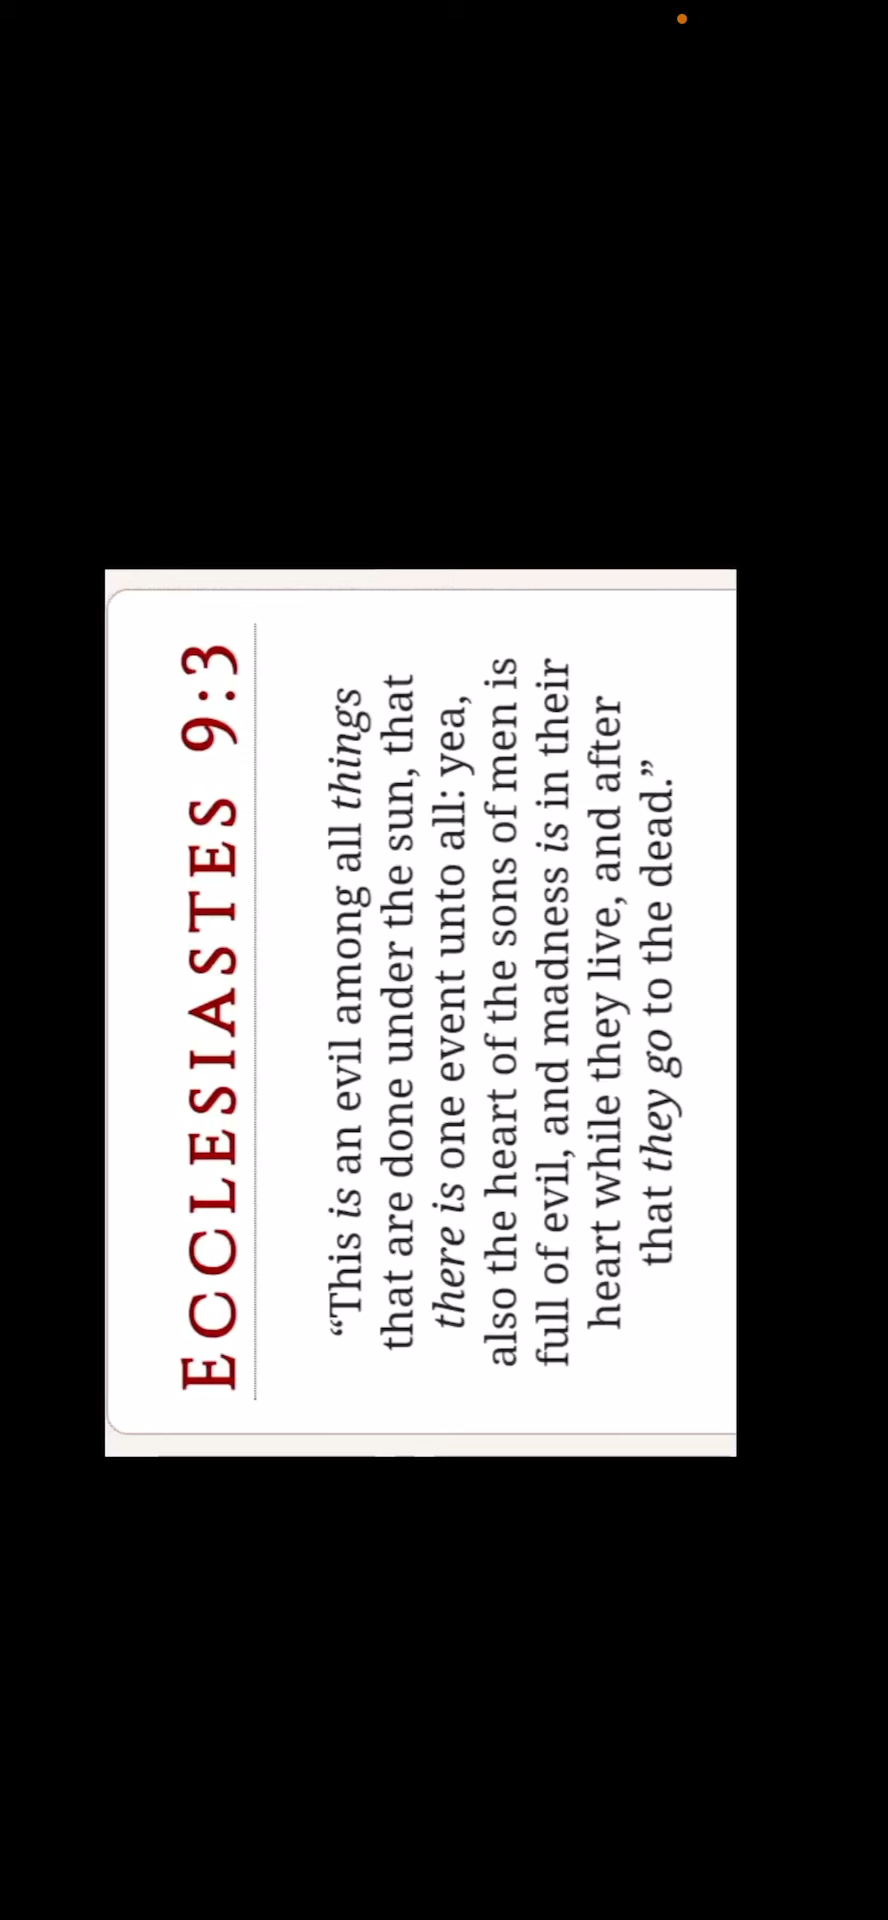 ECCLESIASTES 9:3
“This is an evil among all things
that are done under the sun, that
there is one event unto all: yea,
also the heart of the sons of men is
full of evil, and madness is in their
heart while they live, and after
that they go to the dead.”